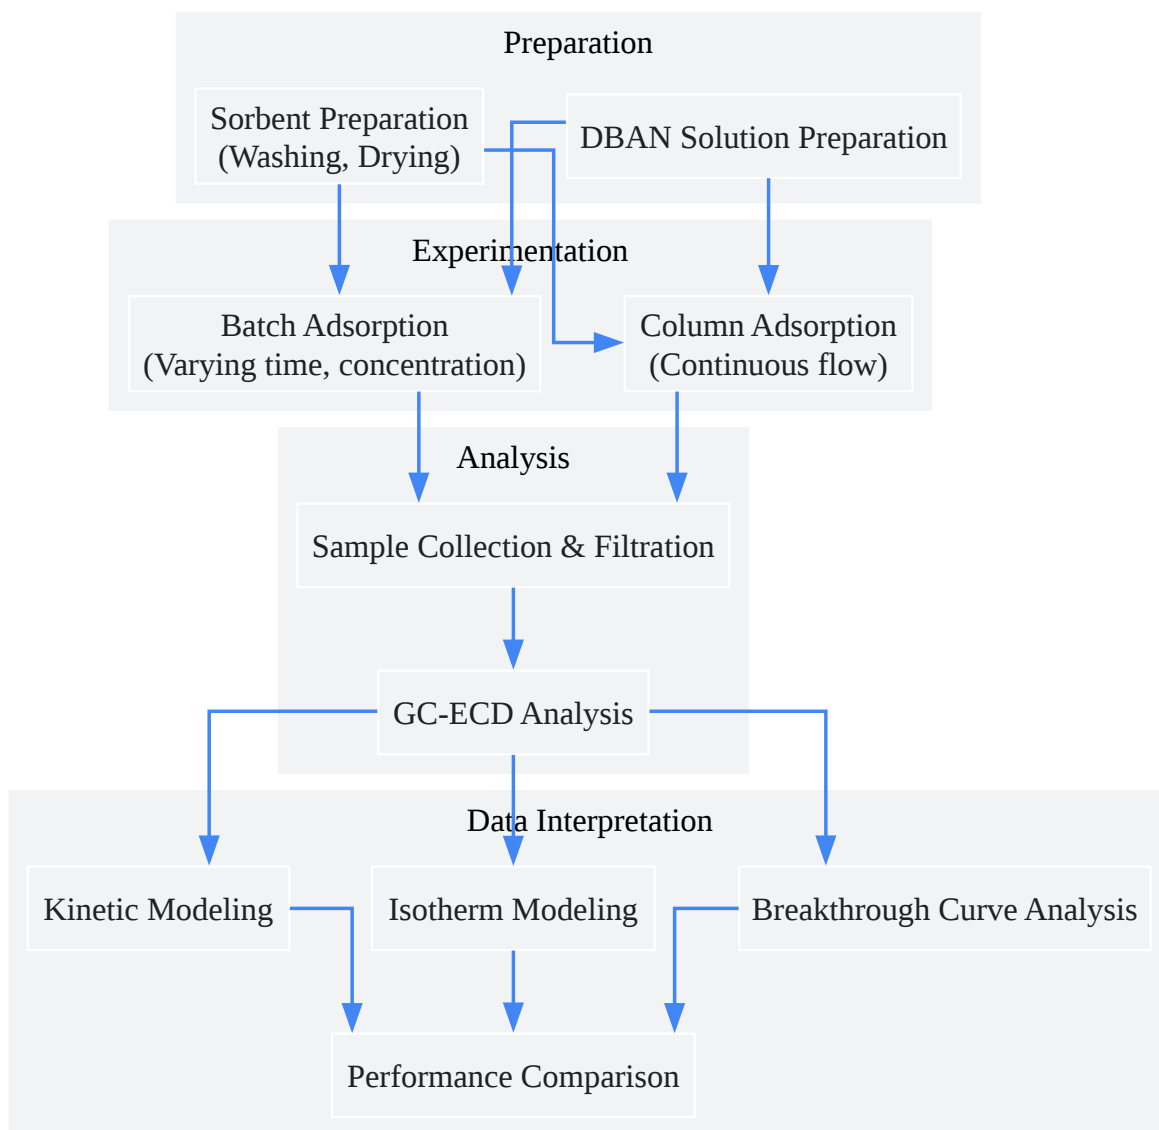 Preparation
Sorbent Preparation
(Washing, Drying)
DBAN Solution Preparation
Experimentation
Batch Adsorption
(Varying time, concentration)
Column Adsorption
(Continuous flow)
Analysis
Sample Collection & Filtration
GC-ECD Analysis
Data Interpretation
Kinetic Modeling
Isotherm Modeling
Breakthrough Curve Analysis
Performance Comparison